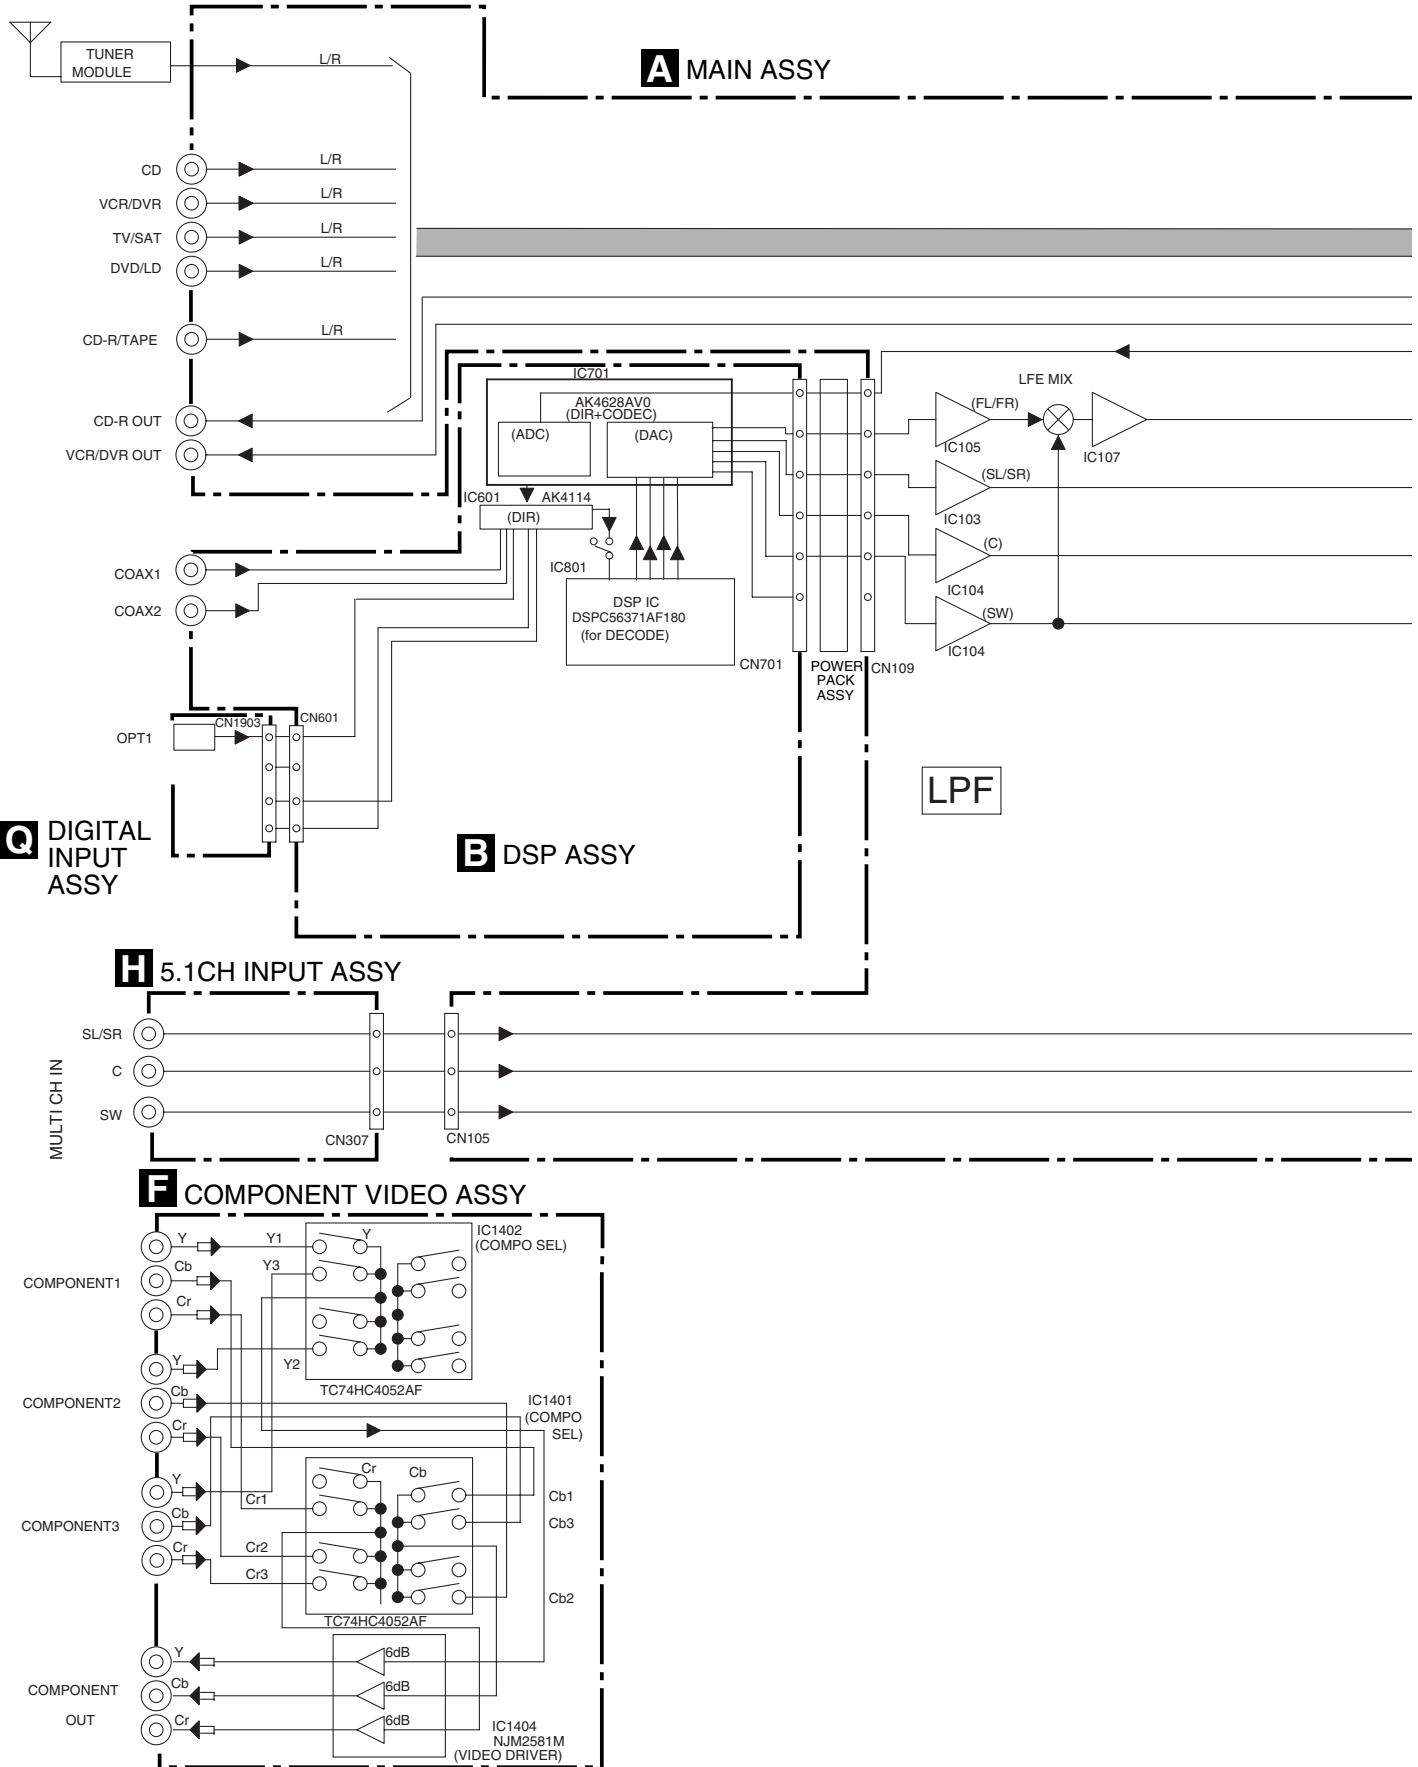 TUNER
MODULE
L/R
A MAIN ASSY
CD
L/R
VCR/DVR
L/R
TV/SAT
L/R
DVD/LD
L/R
CD-R/TAPE
L/R
CD-R OUT
VCR/DVR OUT
IC701
AK4628AV0
(DIR+CODEC)
(ADC)
(DAC)
LFE MIX
(FL/FR)
IC105
IC107
(SL/SR)
IC103
(C)
IC104
(SW)
IC104
IC601
AK4114
(DIR)
IC801
DSP IC
DSPC56371AF180
(for DECODE)
CN701
POWER
PACK
ASSY
CN109
COAX1
COAX2
CN1903
CN601
OPT1
LPF
Q DIGITAL
INPUT
ASSY
B DSP ASSY
H 5.1CH INPUT ASSY
MULTI CH IN
SL/SR
C
SW
CN307
CN105
F COMPONENT VIDEO ASSY
COMPONENT1
Y
Cb
Cr
Y1
Y3
Y
Y2
IC1402
(COMPO SEL)
TC74HC4052AF
COMPONENT2
Y
Cb
Cr
IC1401
(COMPO
SEL)
COMPONENT3
Y
Cb
Cr
Cr1
Cr2
Cr3
Cr
Cb
Cb1
Cb3
Cb2
TC74HC4052AF
COMPONENT
OUT
Y
Cb
Cr
6dB
6dB
6dB
IC1404
NJM2581M
(VIDEO DRIVER)